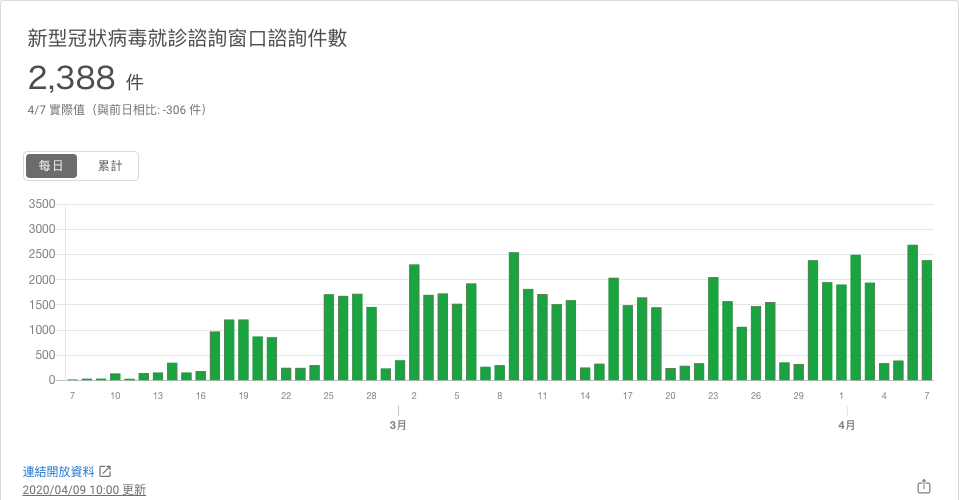 新型冠狀病毒就診諮詢窗口諮詢件數
2,388 件
4/7 實際值（與前日相比: -306 件）
每日 累計
3500
3000
2500
2000
1500
1000
500
0
7 10 13 16 19 22 25 28 2 5 8 11 14 17 20 23 26 29 1 4 7
3月 4月
連結開放資料
2020/04/09 10:00 更新